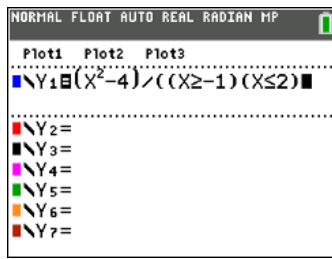 NORMAL FLOAT AUTO REAL RADIAN MP
Plot1 Plot2 Plot3
\Y₁=(X²-4)/((X≥-1)(X≤2)
\Y₂=
\Y₃=
\Y₄=
\Y₅=
\Y₆=
\Y₇=